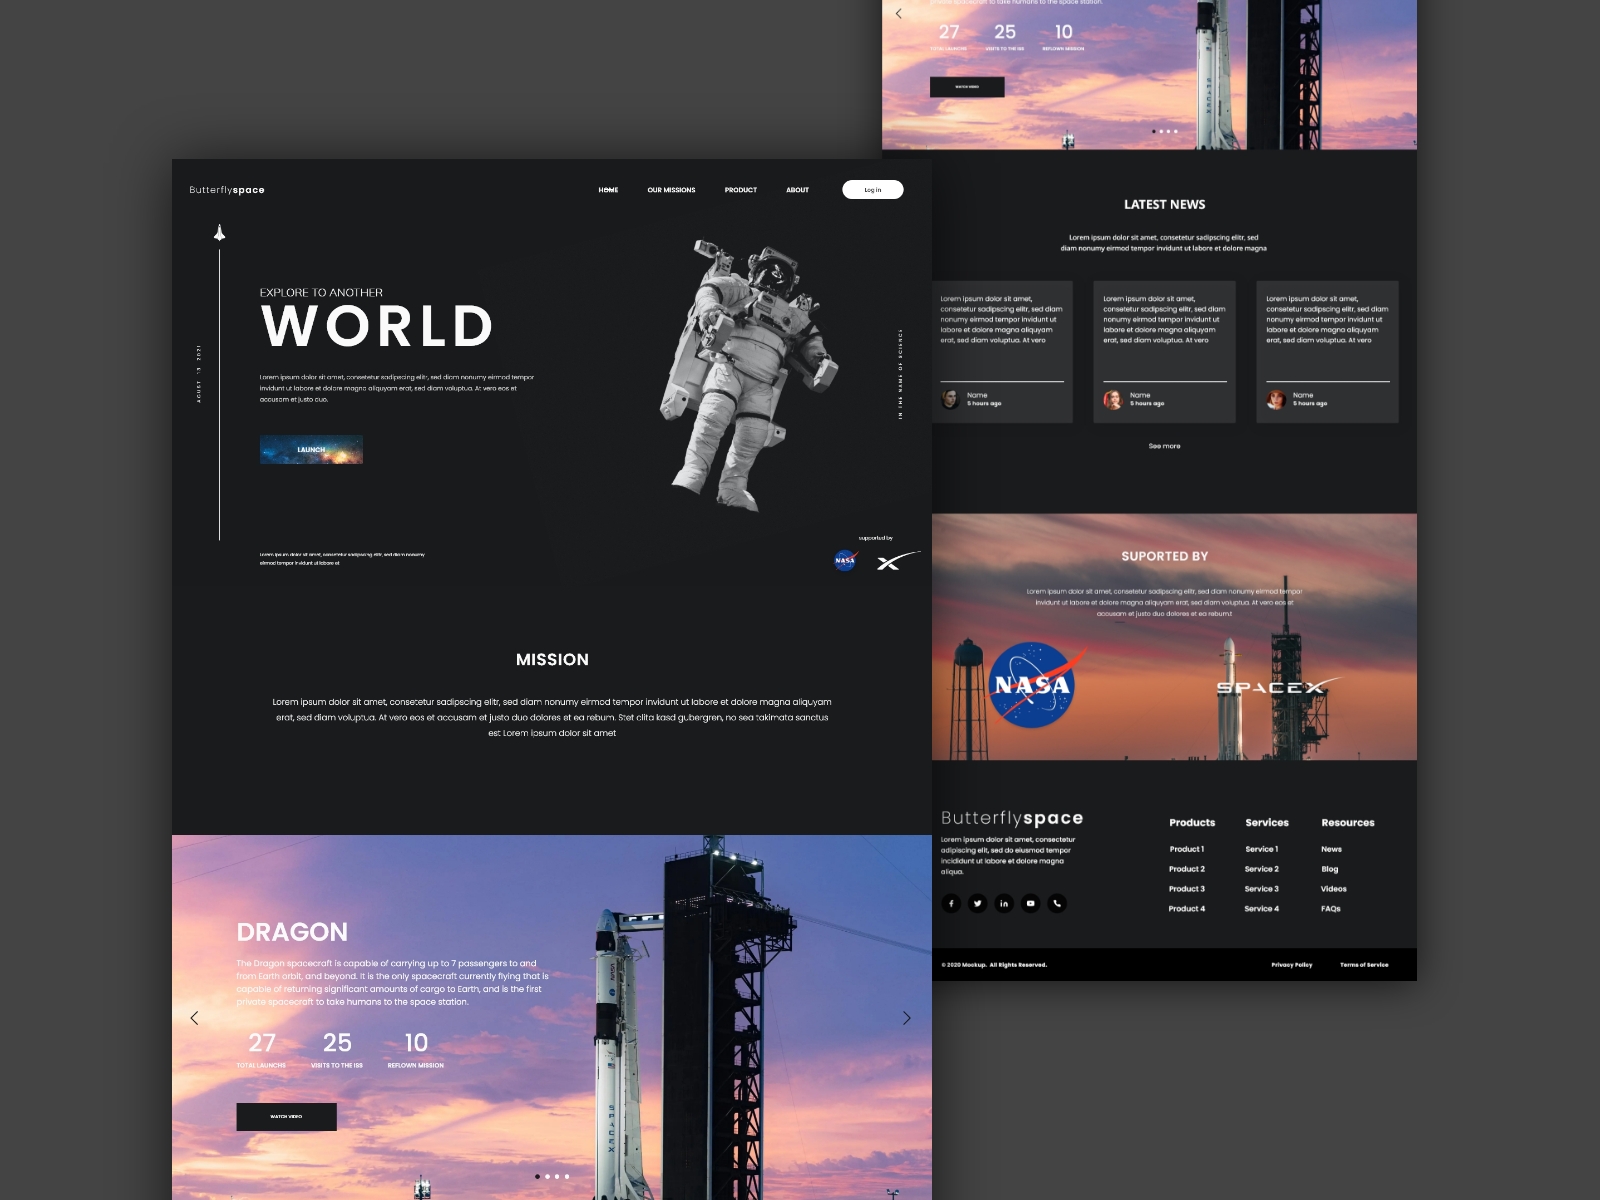 Butterflyspace
HOME
OUR MISSIONS
PRODUCT
ABOUT
Log in
AGUST 13 2021
EXPLORE TO ANOTHER
WORLD
Lorem ipsum dolor sit amet, consetetur sadipscing elitr, sed diam nonumy eirmod tempor
invidunt ut labore et dolore magna aliquyam erat, sed diam voluptua. At vero eos et
accusam et justo duo.
LAUNCH
IN THE NAME OF SCIENCE
Lorem ipsum dolor sit amet, consetetur sadipscing elitr, sed diam nonumy
eirmod tempor invidunt ut labore et
supported by
NASA
X
MISSION
Lorem ipsum dolor sit amet, consetetur sadipscing elitr, sed diam nonumy eirmod tempor invidunt ut labore et dolore magna aliquyam
erat, sed diam voluptua. At vero eos et accusam et justo duo dolores et ea rebum. Stet clita kasd gubergren, no sea takimata sanctus
est Lorem ipsum dolor sit amet
DRAGON
The Dragon spacecraft is capable of carrying up to 7 passengers to and
from Earth orbit, and beyond. It is the only spacecraft currently flying that is
capable of returning significant amounts of cargo to Earth, and is the first
private spacecraft to take humans to the space station.
27
25
10
TOTAL LAUNCHS
VISITS TO THE ISS
REFLOWN MISSION
WATCH VIDEO
NASA
SPACEX
private spacecraft to take humans to the space station.
27
25
10
TOTAL LAUNCHS
VISITS TO THE ISS
REFLOWN MISSION
WATCH VIDEO
SPACEX
LATEST NEWS
Lorem ipsum dolor sit amet, consetetur sadipscing elitr, sed
diam nonumy eirmod tempor invidunt ut labore et dolore magna
Lorem ipsum dolor sit amet,
consetetur sadipscing elitr, sed diam
nonumy eirmod tempor invidunt ut
labore et dolore magna aliquyam
erat, sed diam voluptua. At vero
Name
5 hours ago
Lorem ipsum dolor sit amet,
consetetur sadipscing elitr, sed diam
nonumy eirmod tempor invidunt ut
labore et dolore magna aliquyam
erat, sed diam voluptua. At vero
Name
5 hours ago
Lorem ipsum dolor sit amet,
consetetur sadipscing elitr, sed diam
nonumy eirmod tempor invidunt ut
labore et dolore magna aliquyam
erat, sed diam voluptua. At vero
Name
5 hours ago
See more
SUPORTED BY
Lorem ipsum dolor sit amet, consetetur sadipscing elitr, sed diam nonumy eirmod tempor
invidunt ut labore et dolore magna aliquyam erat, sed diam voluptua. At vero eos et
accusam et justo duo dolores et ea rebum.t
NASA
SPACEX
Butterflyspace
Lorem ipsum dolor sit amet, consectetur
adipiscing elit, sed do eiusmod tempor
incididunt ut labore et dolore magna
aliqua.
Products
Product 1
Product 2
Product 3
Product 4
Services
Service 1
Service 2
Service 3
Service 4
Resources
News
Blog
Videos
FAQs
© 2020 Mockup. All Rights Reserved.
Privacy Policy
Terms of Service